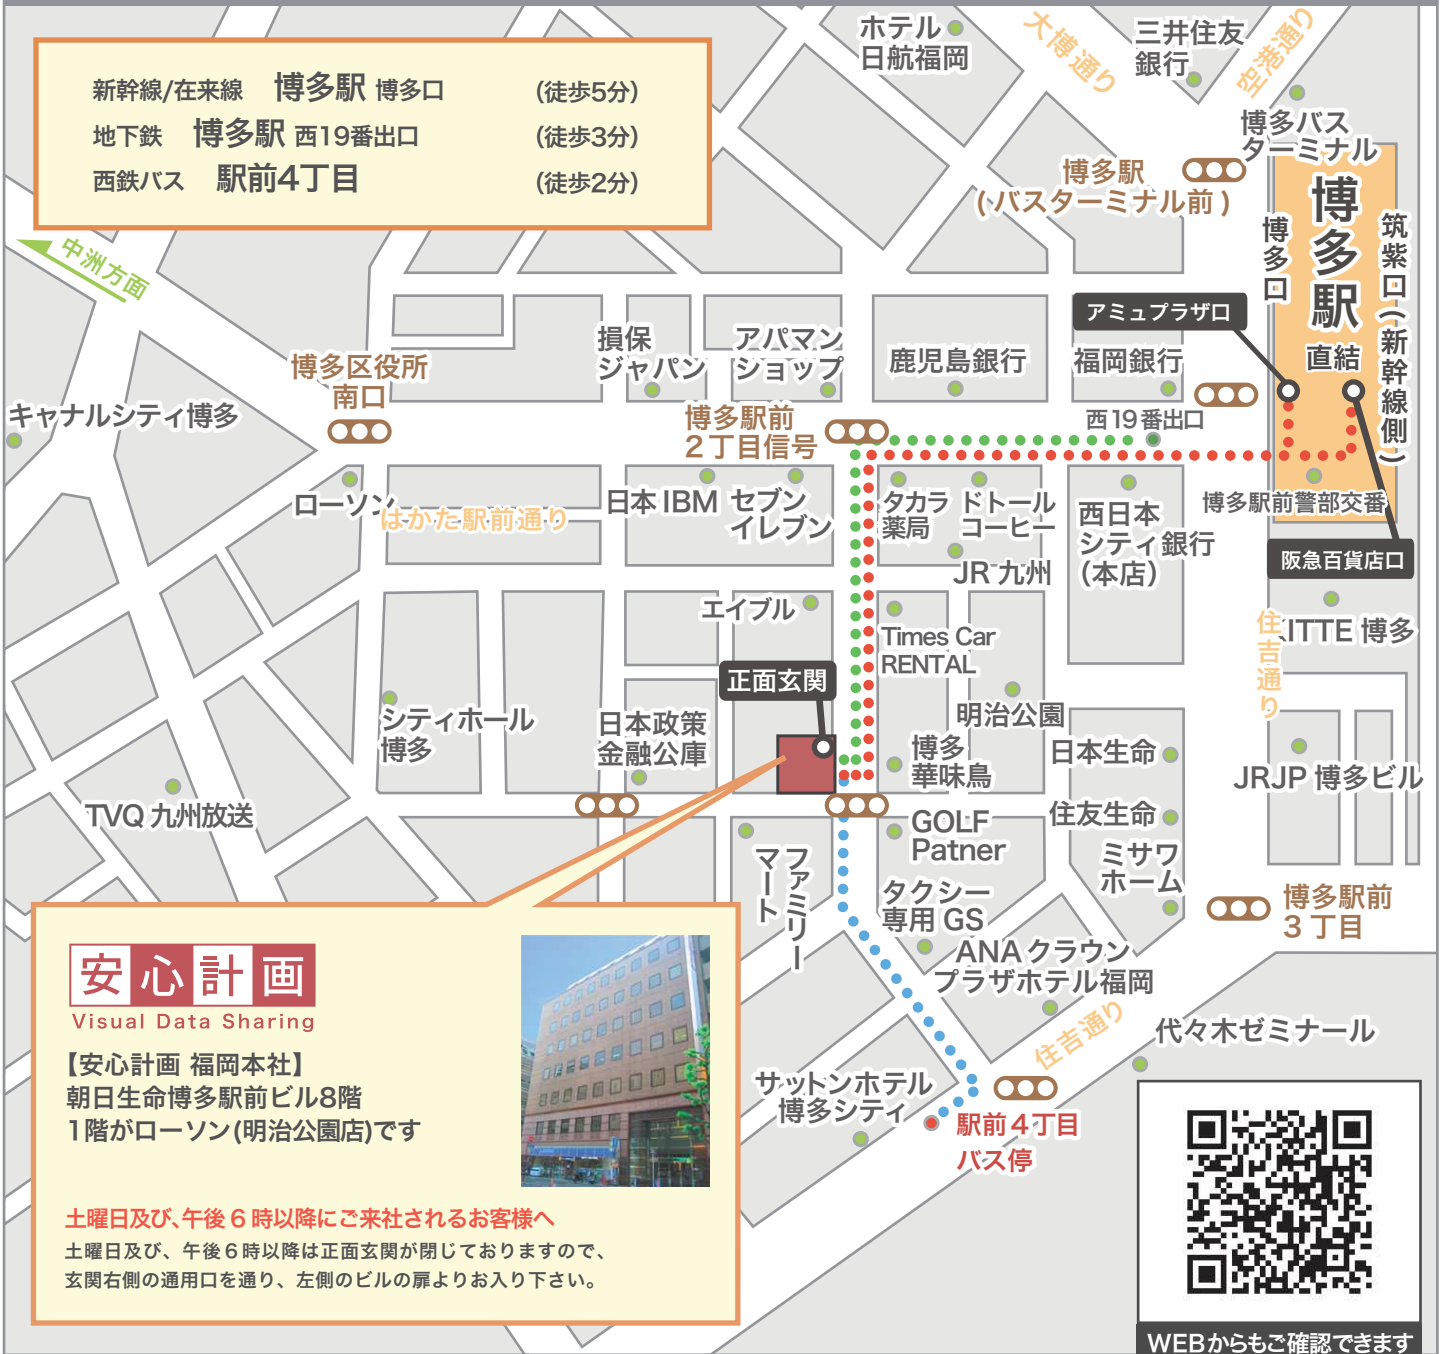 新幹線/在来線 博多駅 博多口 (徒歩5分)
地下鉄 博多駅 西19番出口 (徒歩3分)
西鉄バス 駅前4丁目 (徒歩2分)
ホテル
日航福岡
大博通り
三井住友
銀行
空港通り
博多バス
ターミナル
博多駅
(バスターミナル前)
博多駅
博多口
筑紫口(新幹線側)
直結
アミュプラザ口
中洲方面
博多区役所
南口
損保
ジャパン
アパマン
ショップ
鹿児島銀行
福岡銀行
キャナルシティ博多
博多駅前
2丁目信号
西19番出口
ローソン
はかた駅前通り
日本IBM
セブン
イレブン
タカラ
薬局
ドトール
コーヒー
JR九州
西日本
シティ銀行
(本店)
博多駅前警部交番
阪急百貨店口
エイブル
Times Car
RENTAL
住吉通り
KITTE 博多
正面玄関
シティホール
博多
日本政策
金融公庫
明治公園
博多
華味鳥
日本生命
JRJP 博多ビル
TVQ 九州放送
GOLF
Patner
住友生命
ファミリー
マート
タクシー
専用GS
ミサワ
ホーム
博多駅前
3丁目
ANAクラウン
プラザホテル福岡
住吉通り
代々木ゼミナール
サットンホテル
博多シティ
駅前4丁目
バス停
安心計画
Visual Data Sharing
【安心計画 福岡本社】
朝日生命博多駅前ビル8階
1階がローソン(明治公園店)です
土曜日及び、午後6時以降にご来社されるお客様へ
土曜日及び、午後6時以降は正面玄関が閉じておりますので、
玄関右側の通用口を通り、左側のビルの扉よりお入り下さい。
WEBからもご確認できます